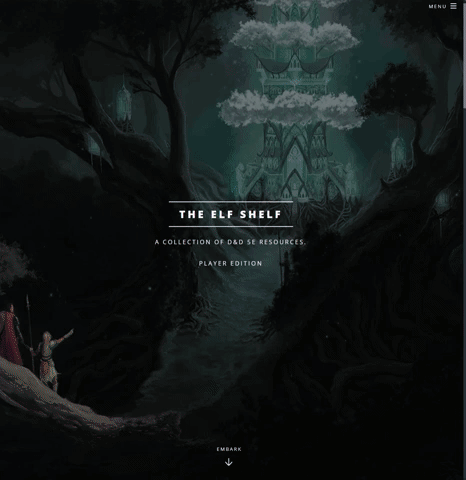 MENU
THE ELF SHELF
A COLLECTION OF D&D 5E RESOURCES.
PLAYER EDITION
EMBARK